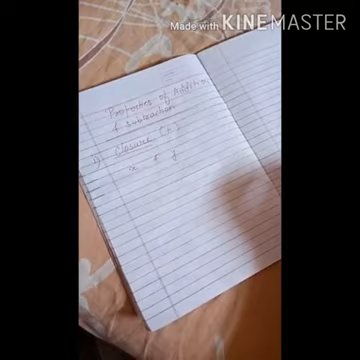 Made with KINEMASTER
Properties of Addition
& subtraction
1) Closure (+)
x + y